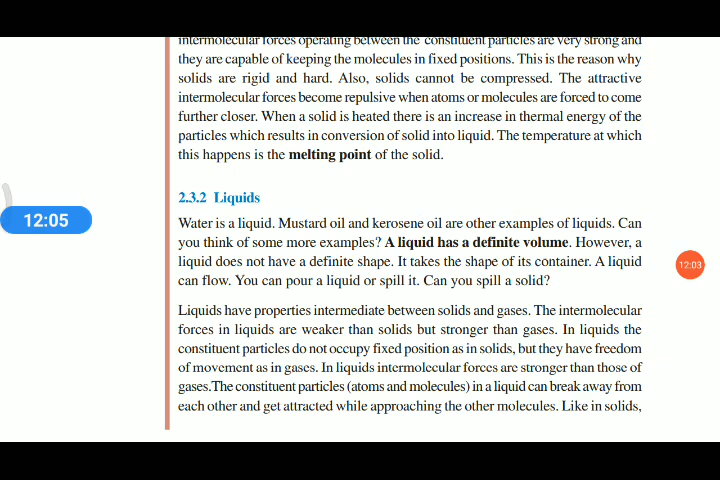 intermolecular forces operating between the constituent particles are very strong and
they are capable of keeping the molecules in fixed positions. This is the reason why
solids are rigid and hard. Also, solids cannot be compressed. The attractive
intermolecular forces become repulsive when atoms or molecules are forced to come
further closer. When a solid is heated there is an increase in thermal energy of the
particles which results in conversion of solid into liquid. The temperature at which
this happens is the melting point of the solid.
2.3.2 Liquids
12:05
Water is a liquid. Mustard oil and kerosene oil are other examples of liquids. Can
you think of some more examples? A liquid has a definite volume. However, a
liquid does not have a definite shape. It takes the shape of its container. A liquid
12:03
can flow. You can pour a liquid or spill it. Can you spill a solid?
Liquids have properties intermediate between solids and gases. The intermolecular
forces in liquids are weaker than solids but stronger than gases. In liquids the
constituent particles do not occupy fixed position as in solids, but they have freedom
of movement as in gases. In liquids intermolecular forces are stronger than those of
gases.The constituent particles (atoms and molecules) in a liquid can break away from
each other and get attracted while approaching the other molecules. Like in solids,